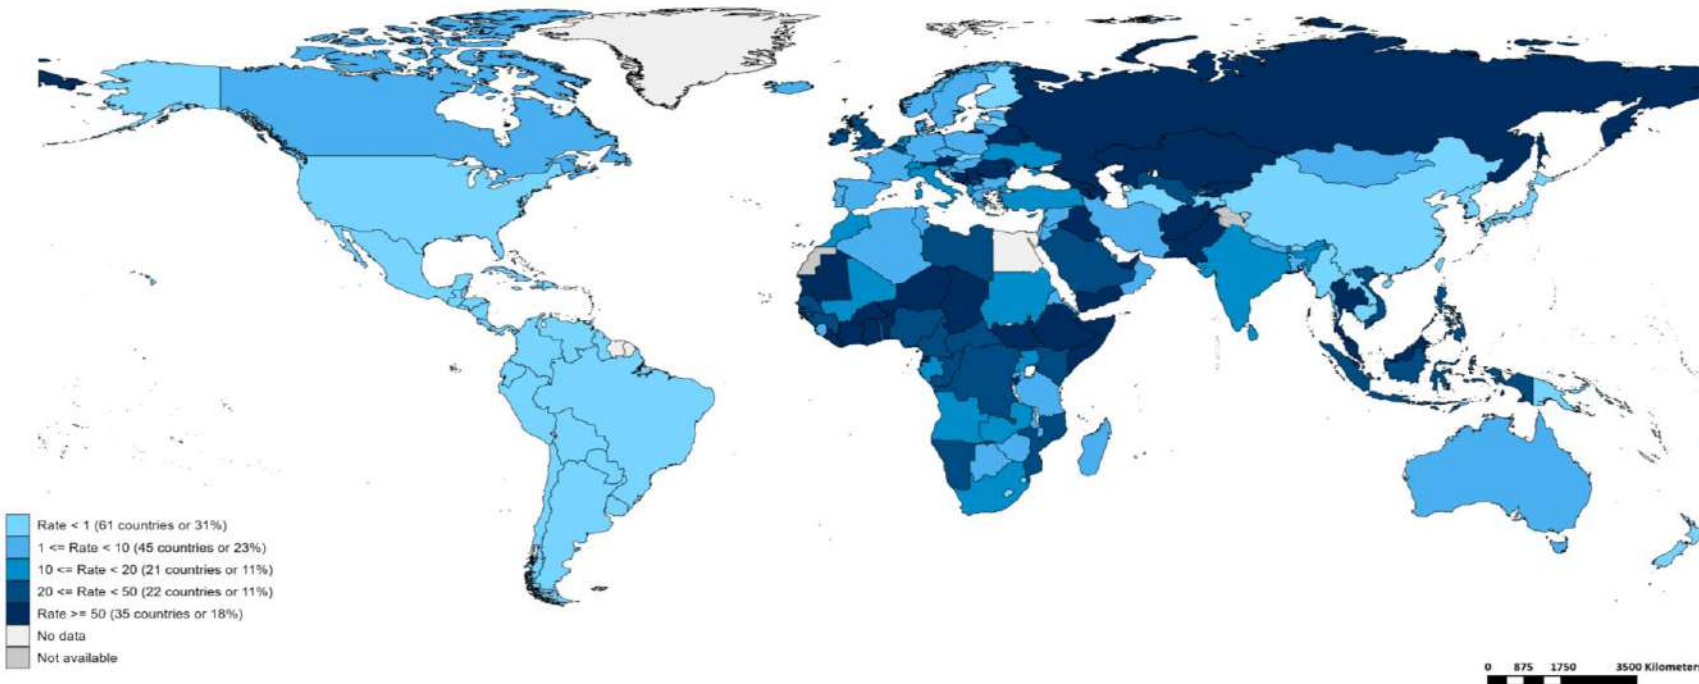 Rate < 1 (61 countries or 31%)
1 <= Rate < 10 (45 countries or 23%)
10 <= Rate < 20 (21 countries or 11%)
20 <= Rate < 50 (22 countries or 11%)
Rate >= 50 (35 countries or 18%)
No data
Not available
0 875 1750 3500 Kilometers